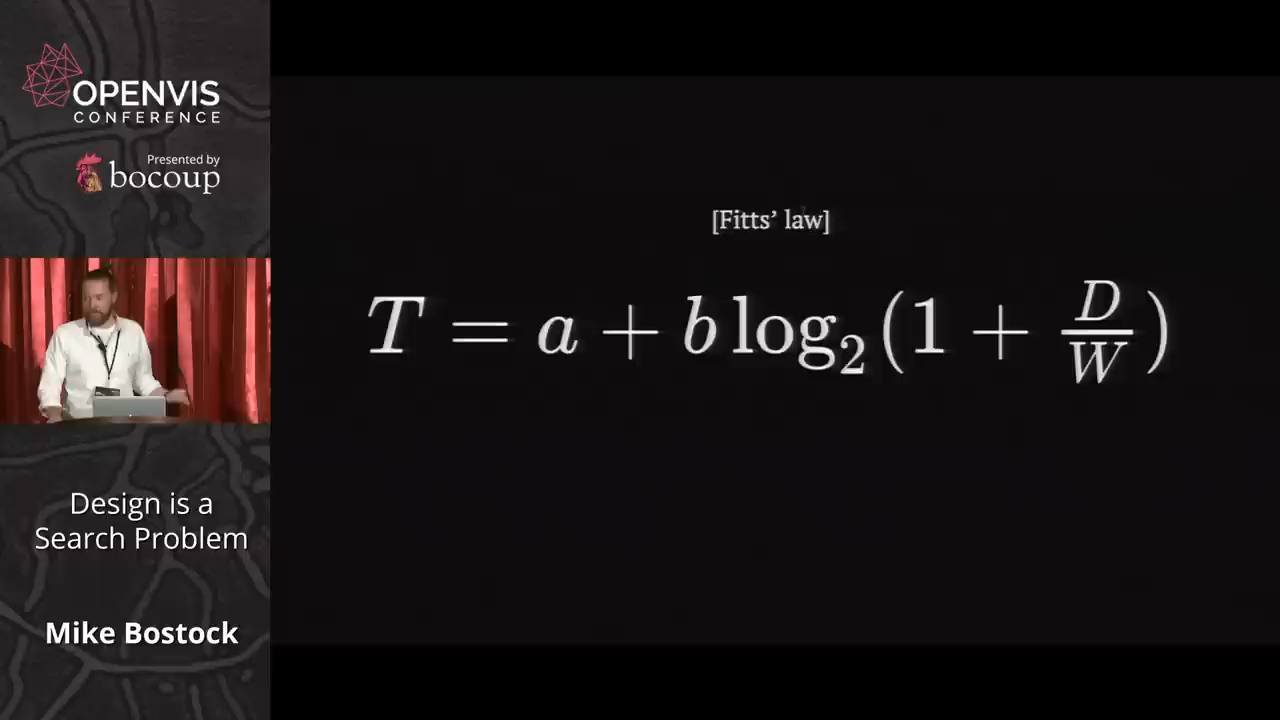 OPENVIS
CONFERENCE
Presented by
bocoup
Design is a
Search Problem
Mike Bostock
[Fitts’ law]
T = a + b log₂(1 + D/W)